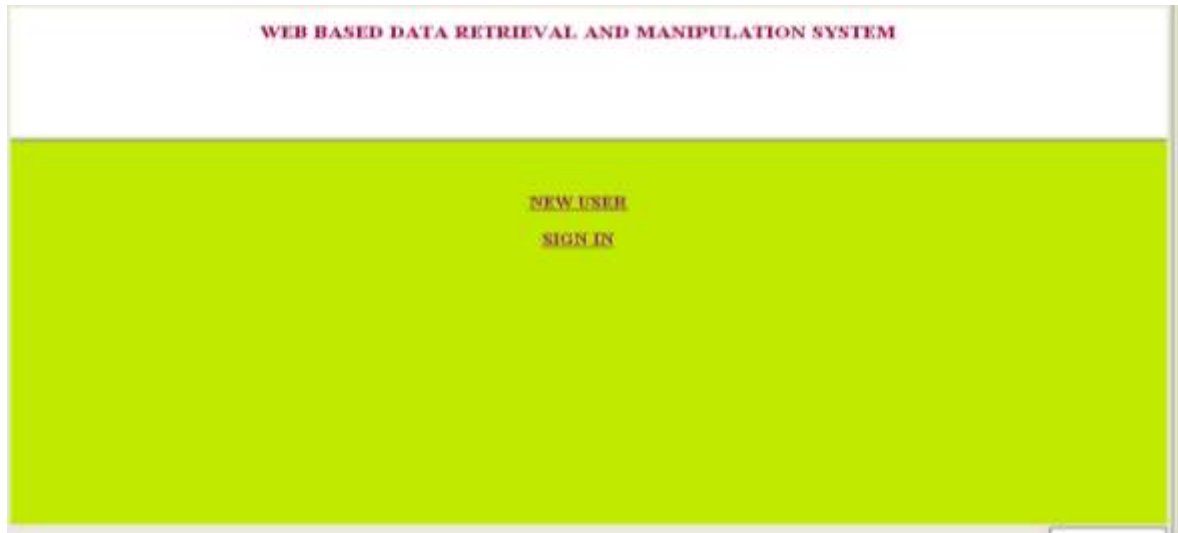 WEB BASED DATA RETRIEVAL AND MANIPULATION SYSTEM
NEW USER
SIGN IN